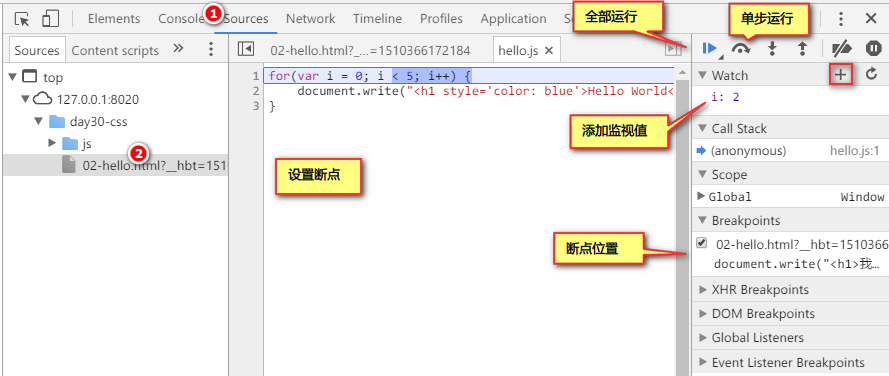 Elements Console Sources Network Timeline Profiles Application
1
全部运行
单步运行
Sources Content scripts »
02-hello.html?_...=1510366172184
hello.js ×
top
127.0.0.1:8020
day30-css
js
02-hello.html?__hbt=1510
2
1 for(var i = 0; i < 5; i++) {
2 document.write("<h1 style='color: blue'>Hello World<
3 }
设置断点
添加监视值
断点位置
Watch
i: 2
Call Stack
(anonymous) hello.js:1
Scope
Global Window
Breakpoints
02-hello.html?__hbt=1510366
document.write("<h1>我...
XHR Breakpoints
DOM Breakpoints
Global Listeners
Event Listener Breakpoints